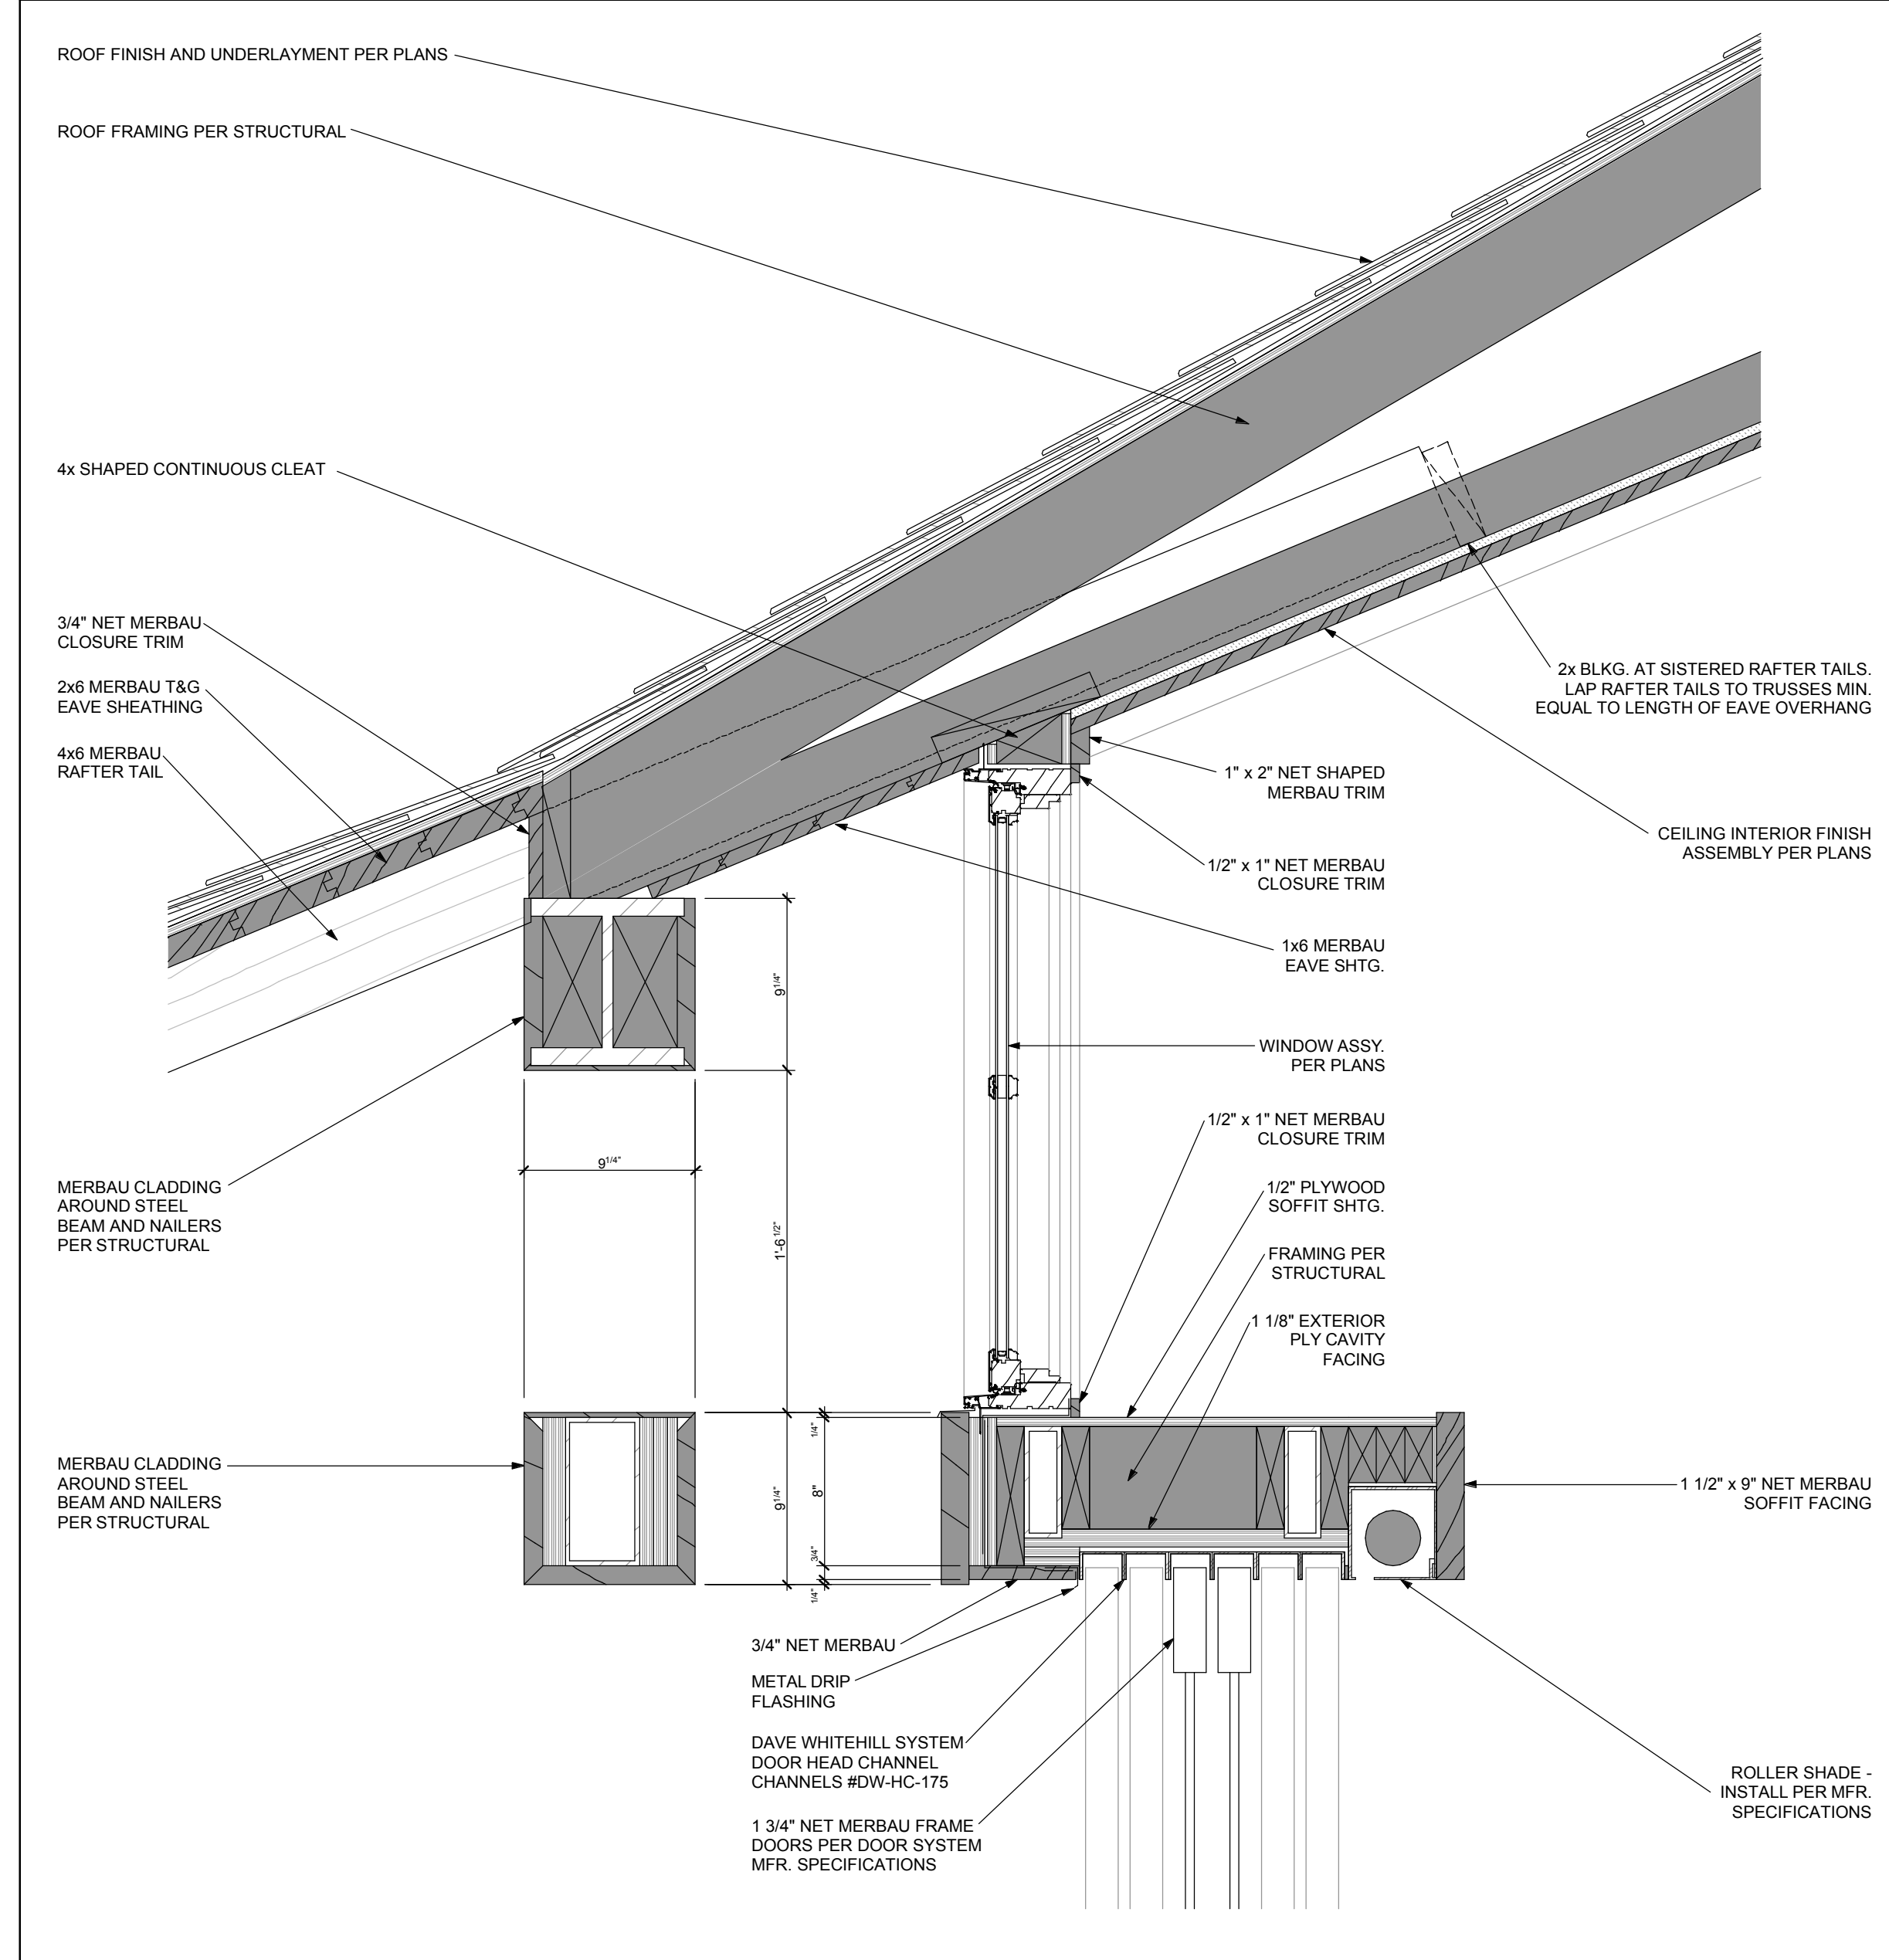 ROOF FINISH AND UNDERLAYMENT PER PLANS
ROOF FRAMING PER STRUCTURAL
4x SHAPED CONTINUOUS CLEAT
3/4" NET MERBAU
CLOSURE TRIM
2x6 MERBAU T&G
EAVE SHEATHING
4x6 MERBAU
RAFTER TAIL
MERBAU CLADDING
AROUND STEEL
BEAM AND NAILERS
PER STRUCTURAL
MERBAU CLADDING
AROUND STEEL
BEAM AND NAILERS
PER STRUCTURAL
9 1/4"
9 1/4"
1'-6 1/2"
9 1/4"
1/4"
8"
3/4"
1/4"
2x BLKG. AT SISTERED RAFTER TAILS.
LAP RAFTER TAILS TO TRUSSES MIN.
EQUAL TO LENGTH OF EAVE OVERHANG
1" x 2" NET SHAPED
MERBAU TRIM
CEILING INTERIOR FINISH
ASSEMBLY PER PLANS
1/2" x 1" NET MERBAU
CLOSURE TRIM
1x6 MERBAU
EAVE SHTG.
WINDOW ASSY.
PER PLANS
1/2" x 1" NET MERBAU
CLOSURE TRIM
1/2" PLYWOOD
SOFFIT SHTG.
FRAMING PER
STRUCTURAL
1 1/8" EXTERIOR
PLY CAVITY
FACING
1 1/2" x 9" NET MERBAU
SOFFIT FACING
3/4" NET MERBAU
METAL DRIP
FLASHING
DAVE WHITEHILL SYSTEM
DOOR HEAD CHANNEL
CHANNELS #DW-HC-175
1 3/4" NET MERBAU FRAME
DOORS PER DOOR SYSTEM
MFR. SPECIFICATIONS
ROLLER SHADE -
INSTALL PER MFR.
SPECIFICATIONS